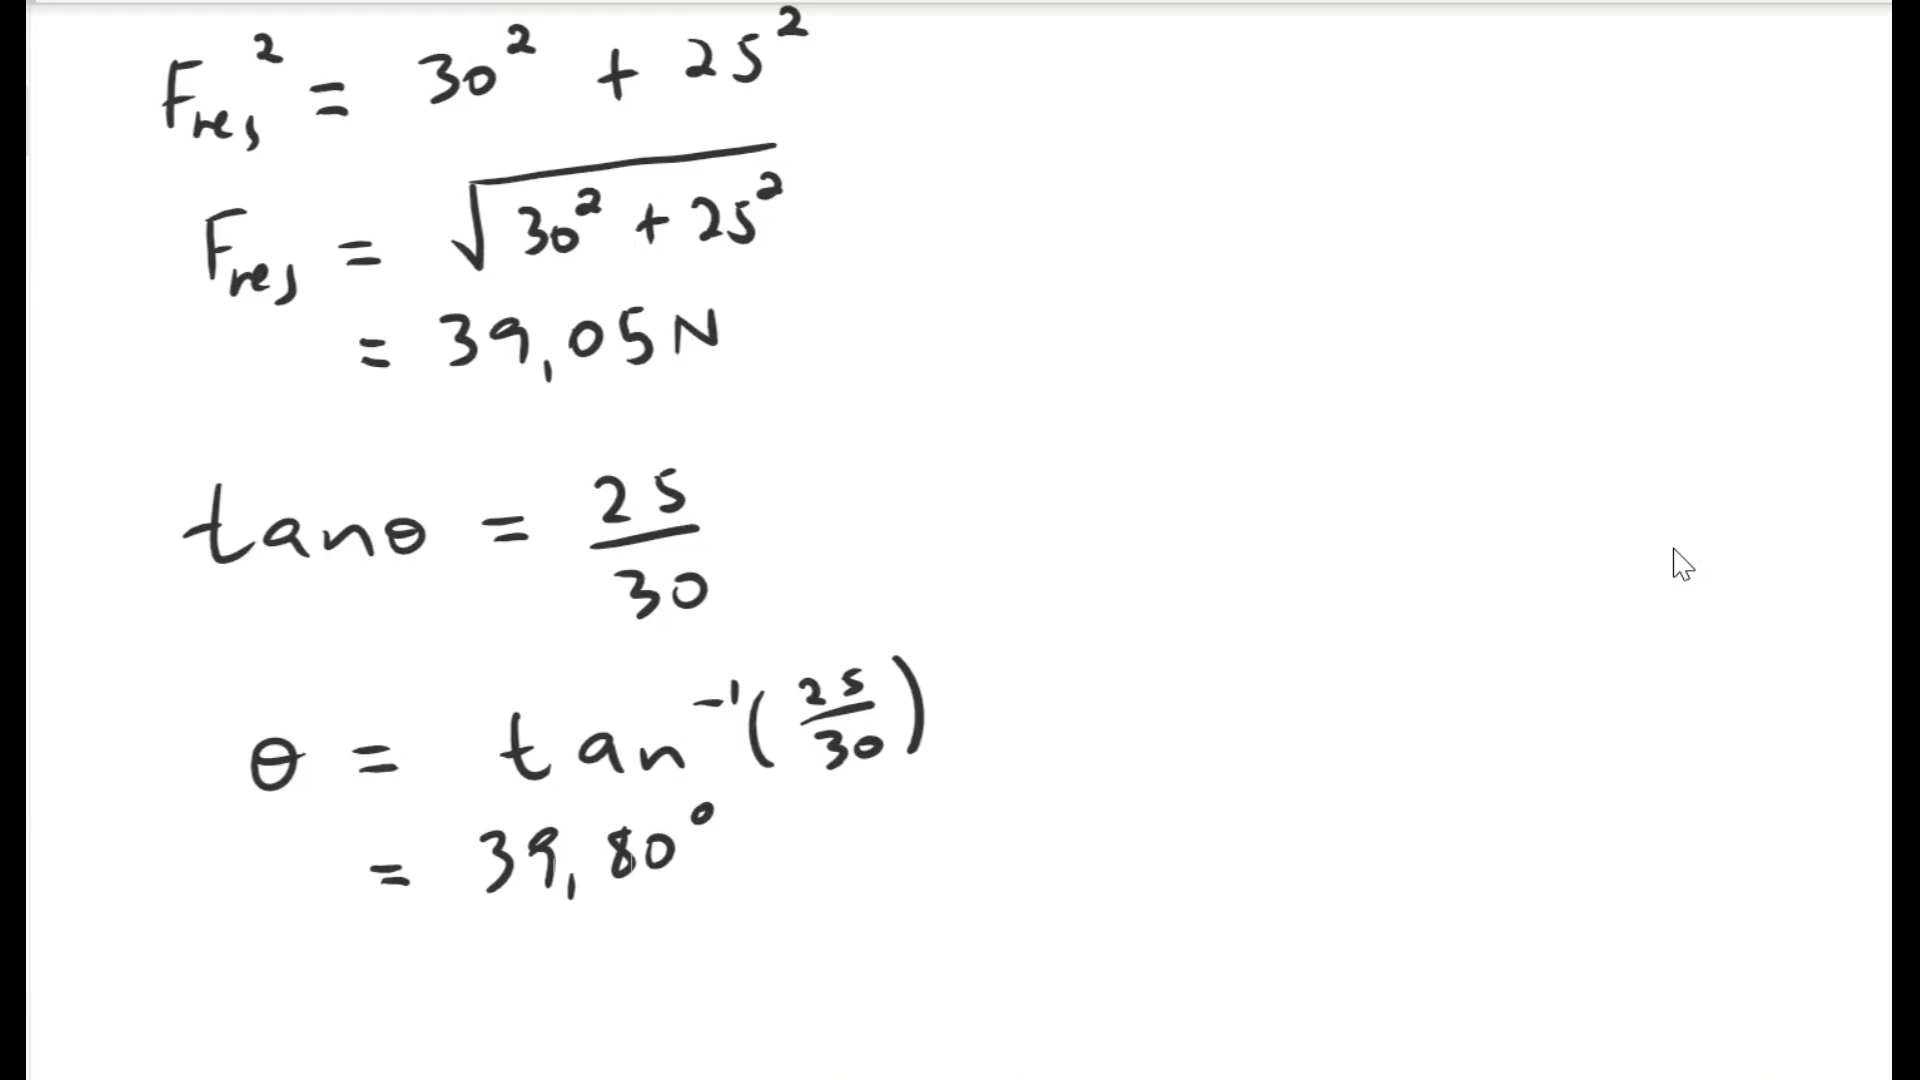 Fres² = 30² + 25²
Fres = √(30² + 25²)
= 39,05N
tanθ = 25/30
θ = tan⁻¹(25/30)
= 39,80°